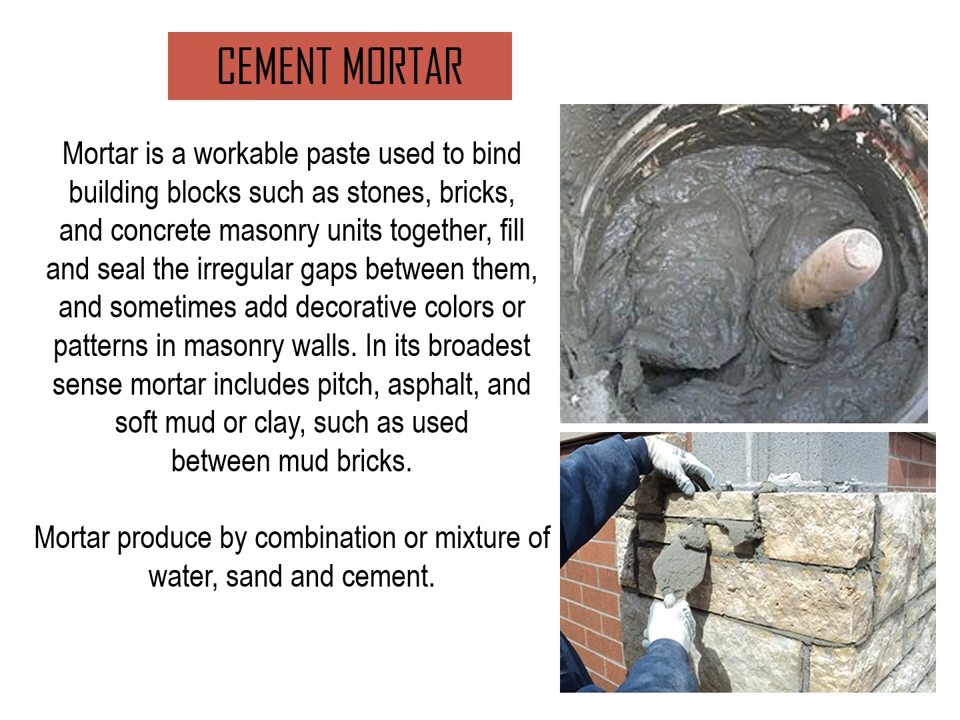 CEMENT MORTAR
Mortar is a workable paste used to bind
building blocks such as stones, bricks,
and concrete masonry units together, fill
and seal the irregular gaps between them,
and sometimes add decorative colors or
patterns in masonry walls. In its broadest
sense mortar includes pitch, asphalt, and
soft mud or clay, such as used
between mud bricks.
Mortar produce by combination or mixture of
water, sand and cement.